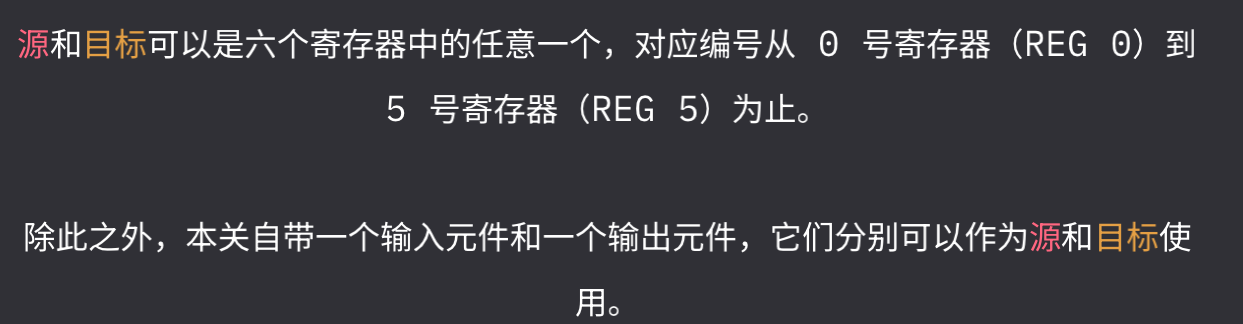 源和目标可以是六个寄存器中的任意一个，对应编号从 0 号寄存器（REG 0）到
5 号寄存器（REG 5）为止。
除此之外，本关自带一个输入元件和一个输出元件，它们分别可以作为源和目标使
用。